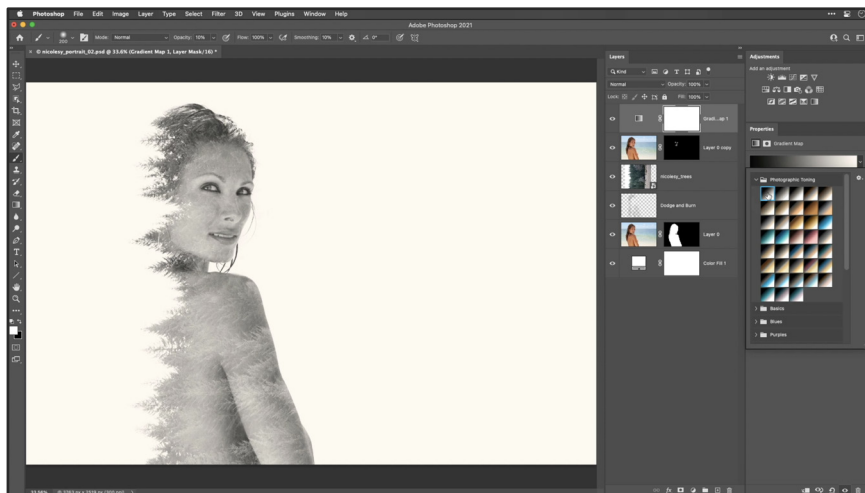 Photoshop File Edit Image Layer Type Select Filter 3D View Plugins Window Help
Adobe Photoshop 2021
200 Mode: Normal Opacity: 10% Flow: 100% Smoothing: 10% 0°
× © nicolesy_portrait_02.psd @ 33.6% (Gradient Map 1, Layer Mask/16) *
Layers
Kind
Normal Opacity: 100%
Lock: Fill: 100%
Gradi...ap 1
Layer 0 copy
nicolesy_trees
Dodge and Burn
Layer 0
Color Fill 1
Adjustments
Add an adjustment
Properties
Gradient Map
Photographic Toning
Basics
Blues
Purples